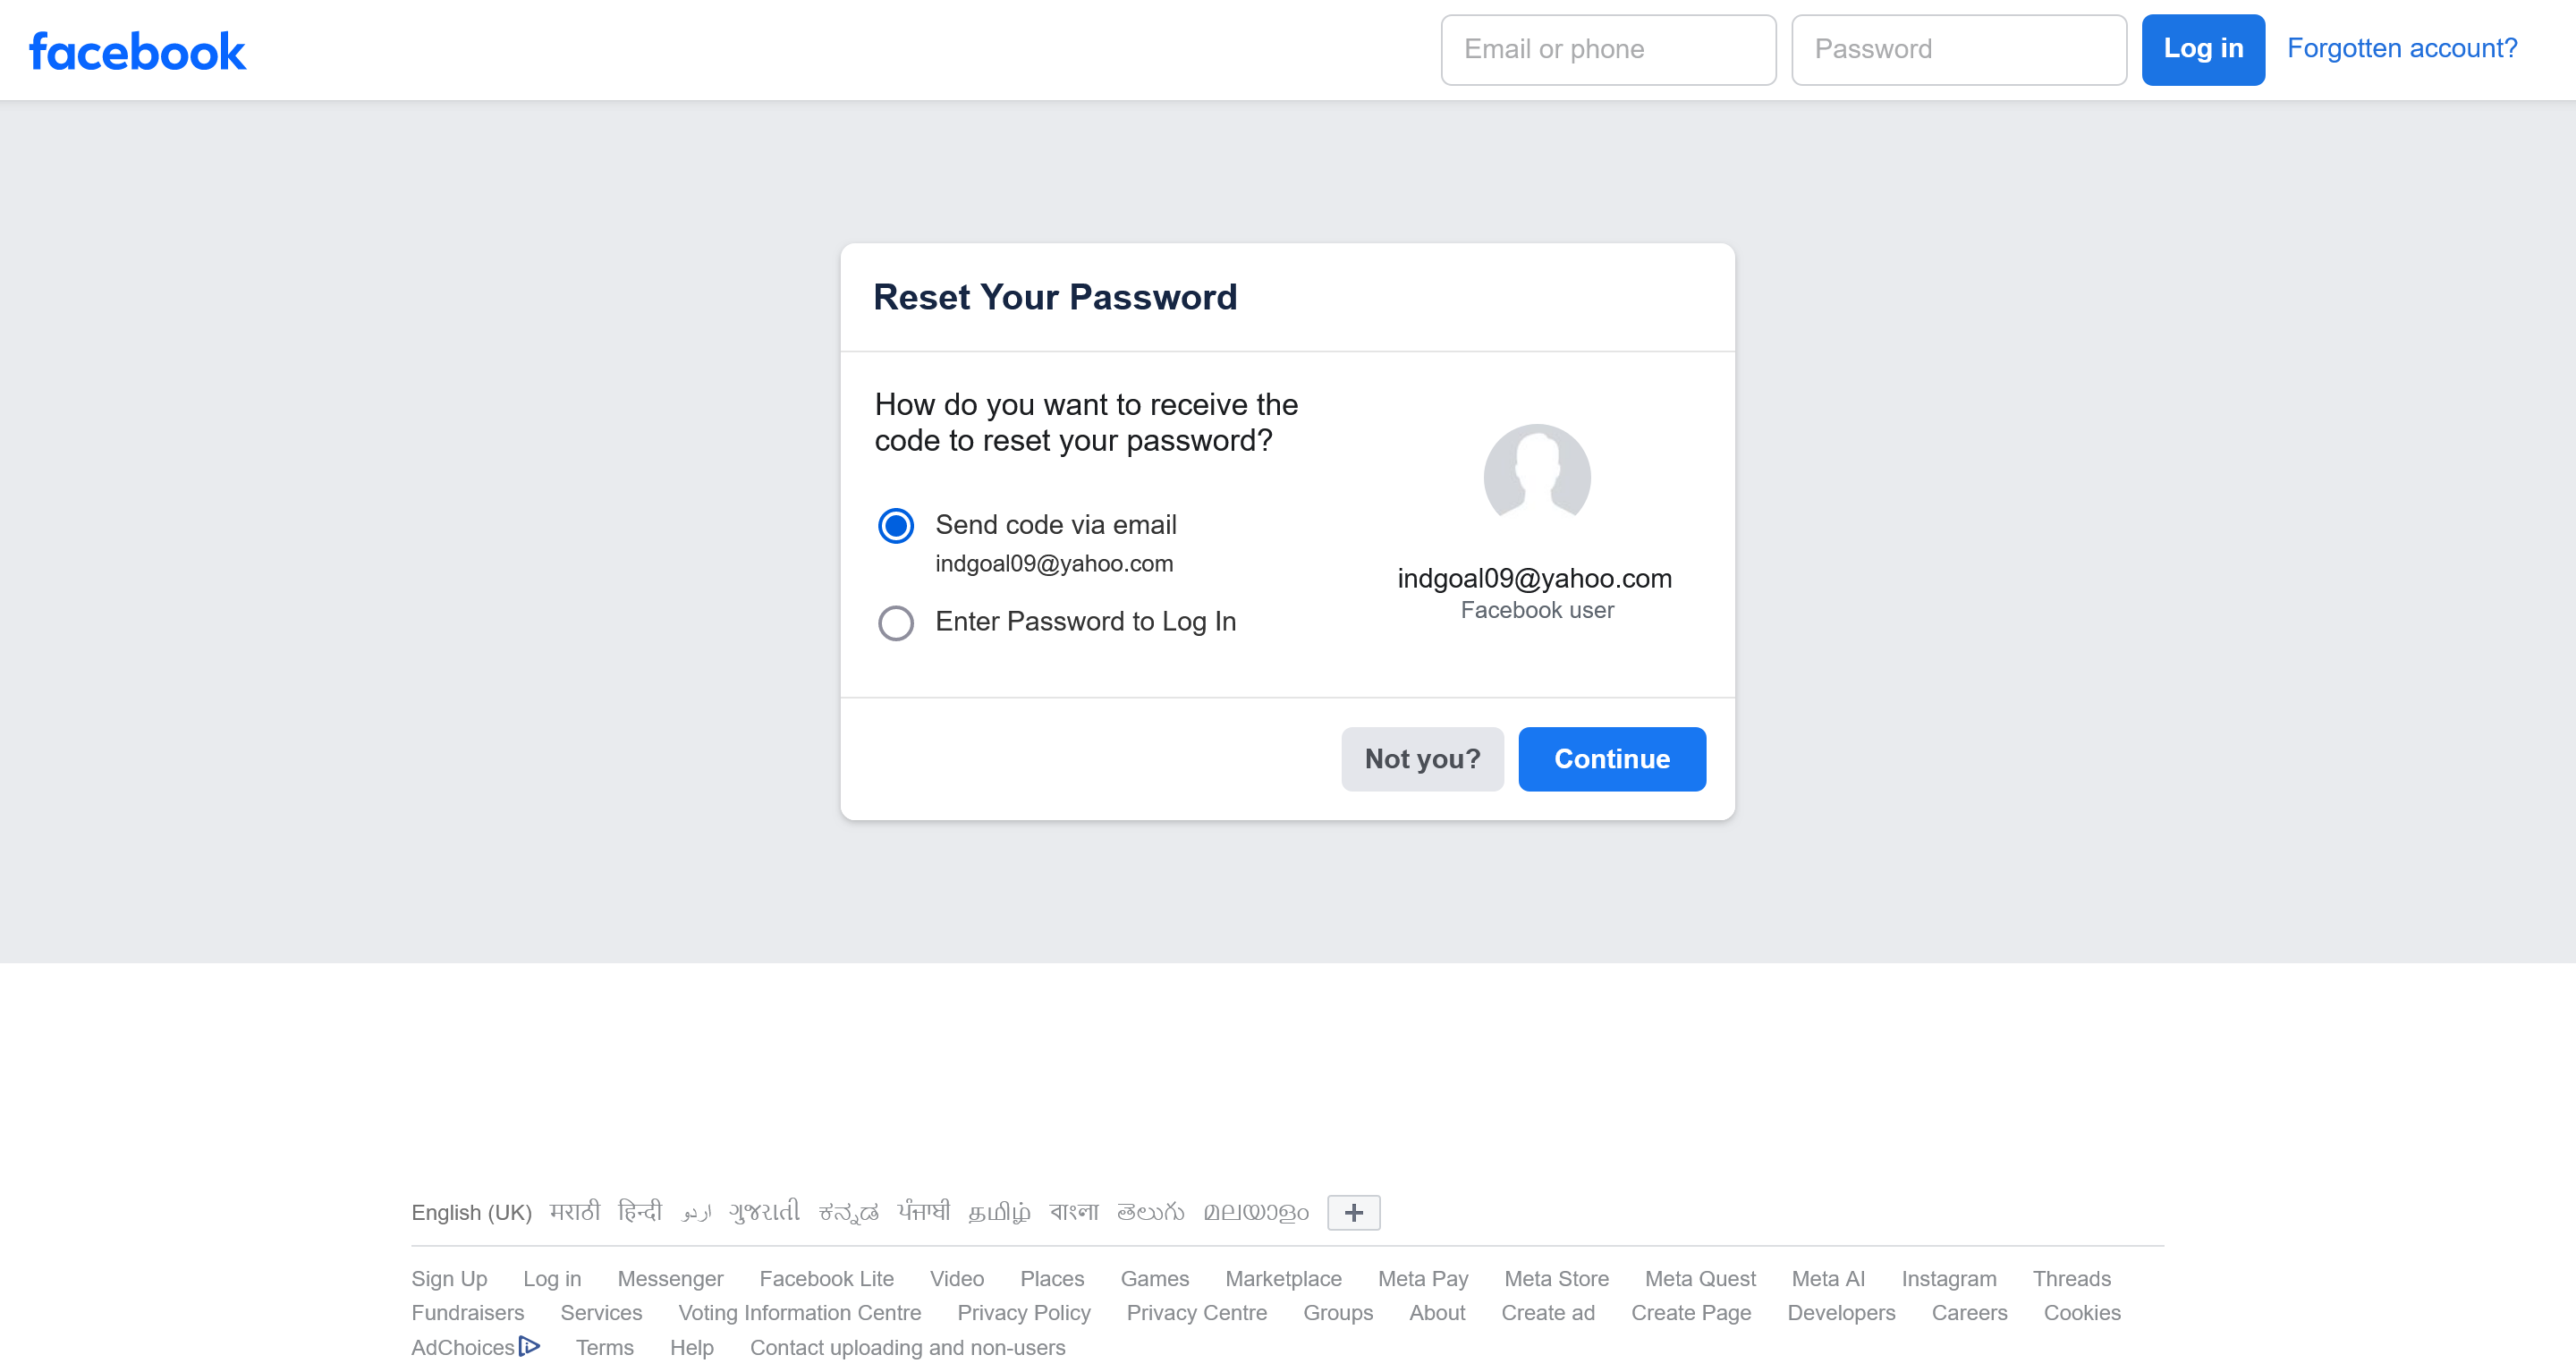 facebook
Email or phone Password Log in Forgotten account?
Reset Your Password
How do you want to receive the
code to reset your password?
Send code via email
indgoal09@yahoo.com
Enter Password to Log In
indgoal09@yahoo.com
Facebook user
Not you? Continue
English (UK) मराठी हिन्दी اردو ગુજરાતી ಕನ್ನಡ ਪੰਜਾਬੀ தமிழ் বাংলা తెలుగు മലയാളം
Sign Up Log in Messenger Facebook Lite Video Places Games Marketplace Meta Pay Meta Store Meta Quest Meta AI Instagram Threads
Fundraisers Services Voting Information Centre Privacy Policy Privacy Centre Groups About Create ad Create Page Developers Careers Cookies
AdChoices Terms Help Contact uploading and non-users